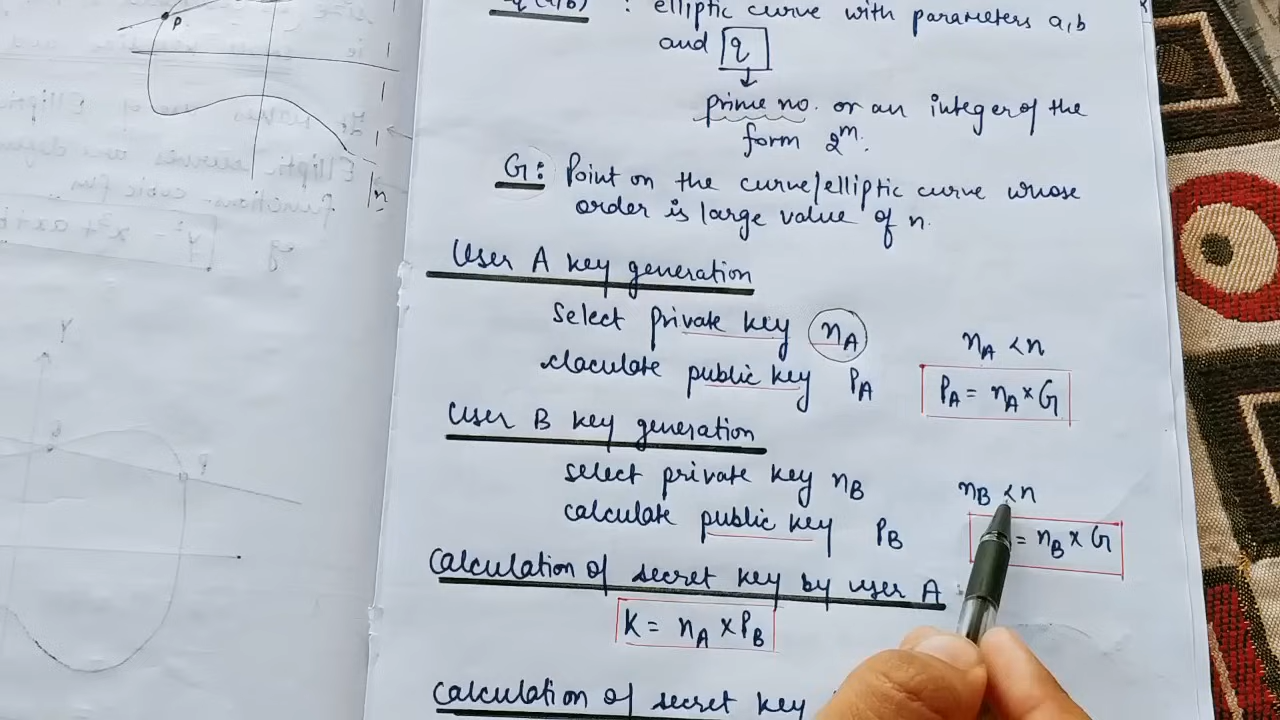 : elliptic curve with parameters a,b
and q
prime no. or an integer of the
form 2^m.
G: Point on the curve/elliptic curve whose
order is large value of n.
User A key generation
Select private key nA nA < n
claculate public key PA PA = nA × G
User B key generation
select private key nB nB < n
calculate public key PB = nB × G
Calculation of secret key by user A
K = nA × PB
Calculation of secret key